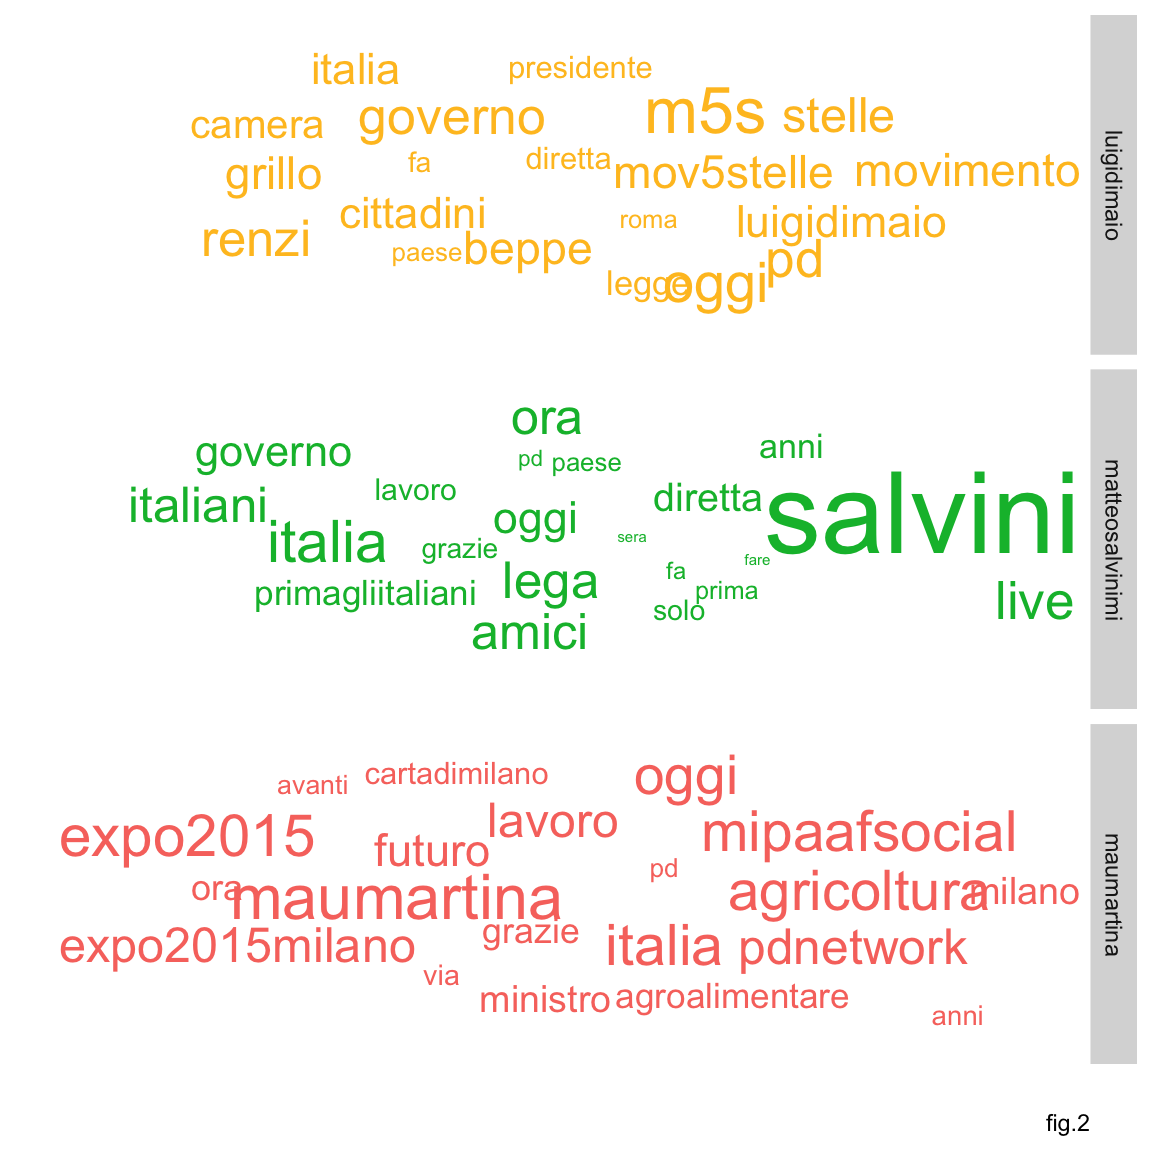 italia presidente
governo m5s stelle
camera
fa diretta
grillo mov5stelle movimento
cittadini roma luigidimaio
renzi paese beppe pd
legge oggi
luigidimaio
ora
governo pd paese anni
italiani lavoro diretta salvini
italia grazie oggi sera
primagliitaliani lega fa fare
prima live
amici solo
matteosalvinimi
avanti cartadimilano oggi
expo2015 futuro lavoro mipaafsocial
pd
ora maumartina agricoltura milano
expo2015milano grazie italia pdnetwork
via ministro agroalimentare
anni
maumartina
fig.2